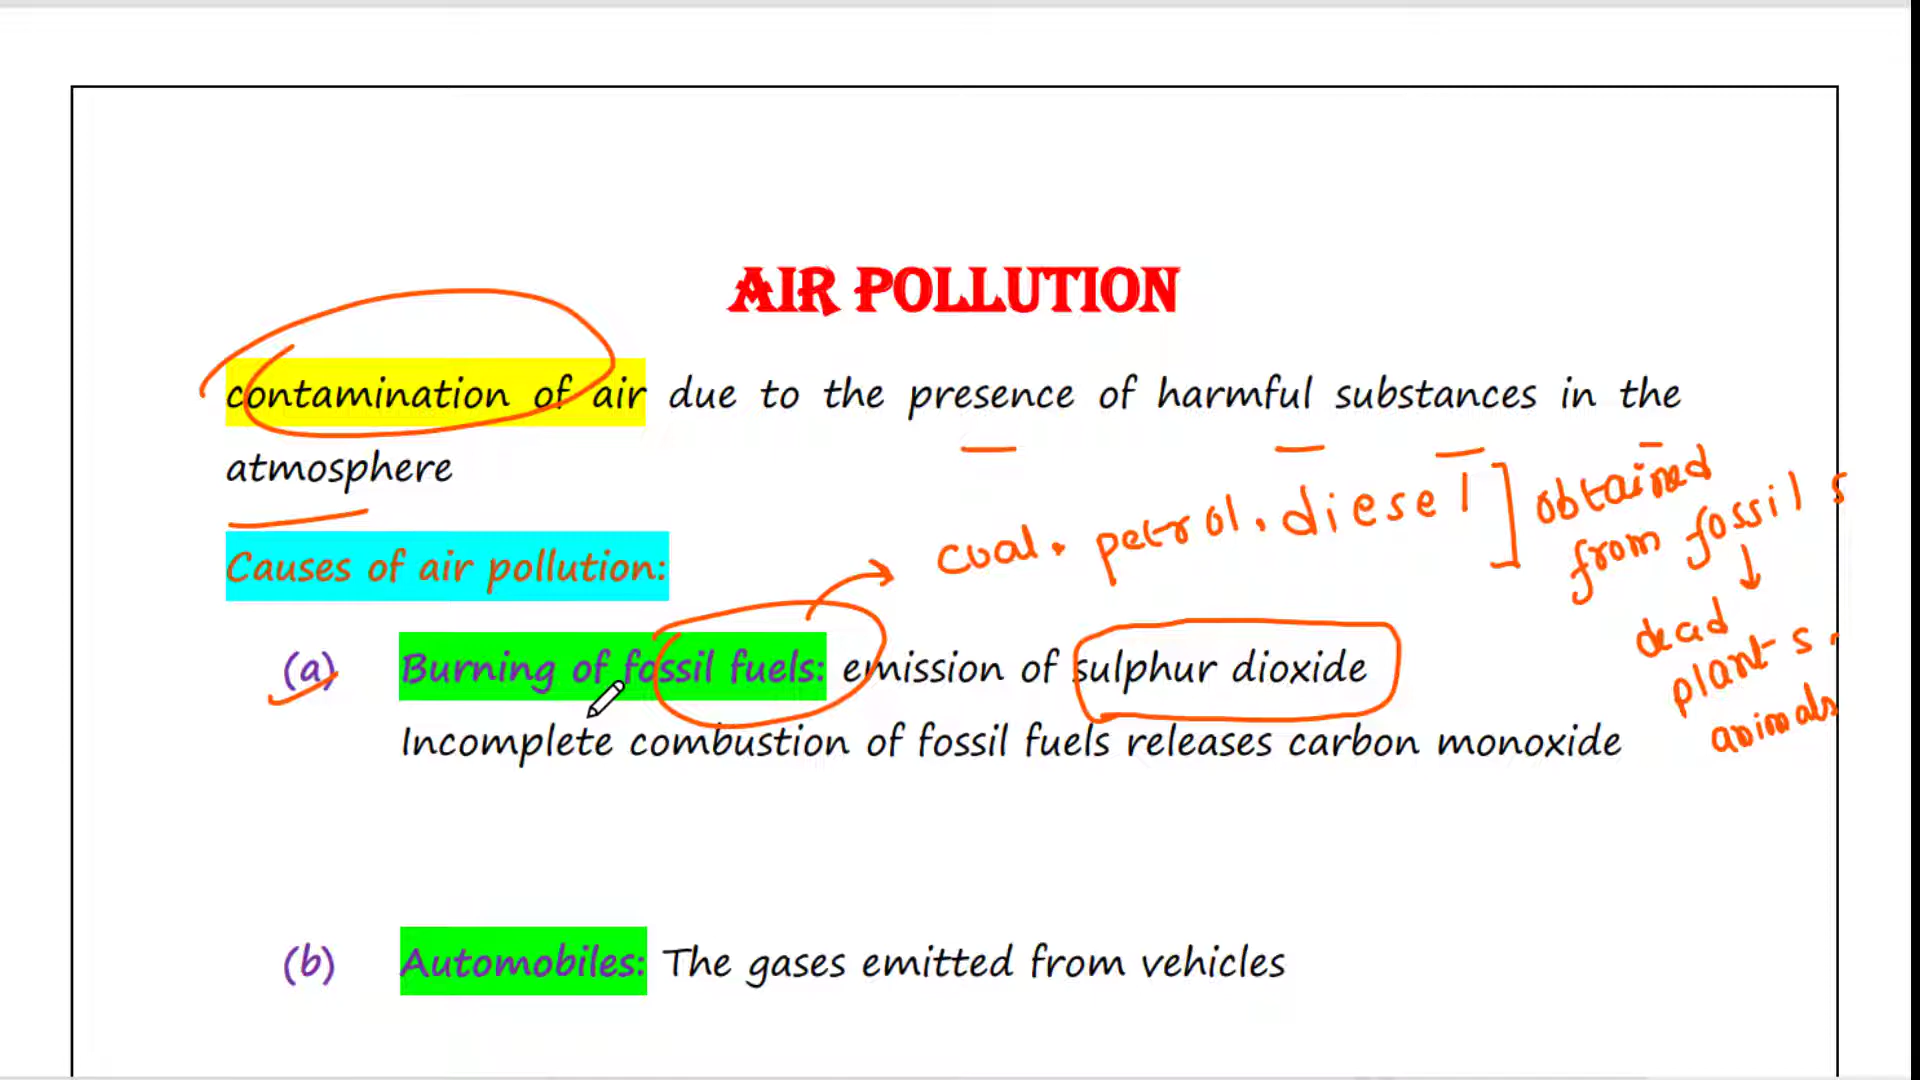 AIR POLLUTION
contamination of air due to the presence of harmful substances in the
atmosphere
Causes of air pollution:
coal. petrol. diesel] obtained
from fossils
dead
plants.
animals
(a) Burning of fossil fuels: emission of sulphur dioxide
Incomplete combustion of fossil fuels releases carbon monoxide
(b) Automobiles: The gases emitted from vehicles